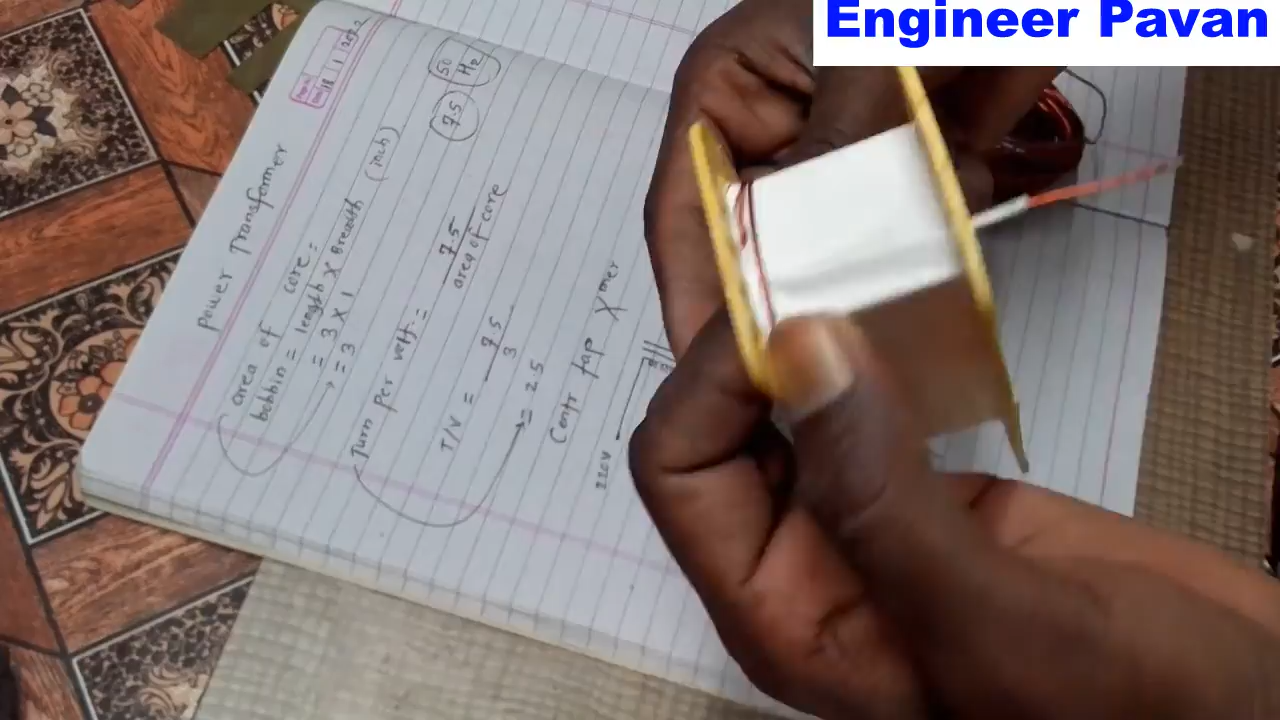 Engineer Pavan
Power Transformer
area of core:
bobbin = length X Breadth (inch)
= 3 X 1
= 3
50 Hz
7.5
Turn per volt = 7.5
area of core
T/V = 7.5
3
= 2.5
Centr tap Xmer
220V